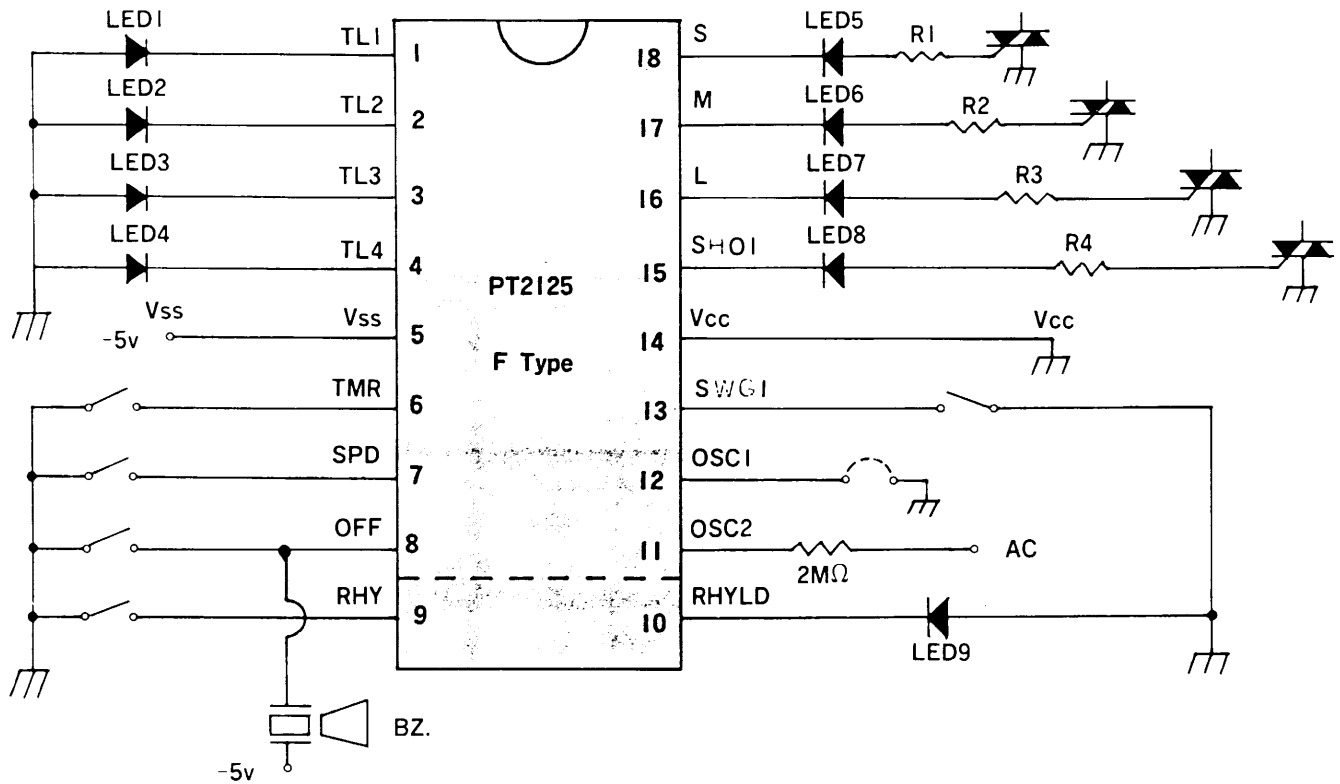 LED1
TL1
1
LED2
TL2
2
LED3
TL3
3
LED4
TL4
4
Vss
-5v
Vss
5
TMR
6
SPD
7
OFF
8
RHY
9
BZ.
-5v
PT2125
F Type
S
18
LED5
R1
M
17
LED6
R2
L
16
LED7
R3
SHO1
15
LED8
R4
Vcc
14
Vcc
SWG1
13
OSC1
12
OSC2
11
2MΩ
AC
RHYLD
10
LED9